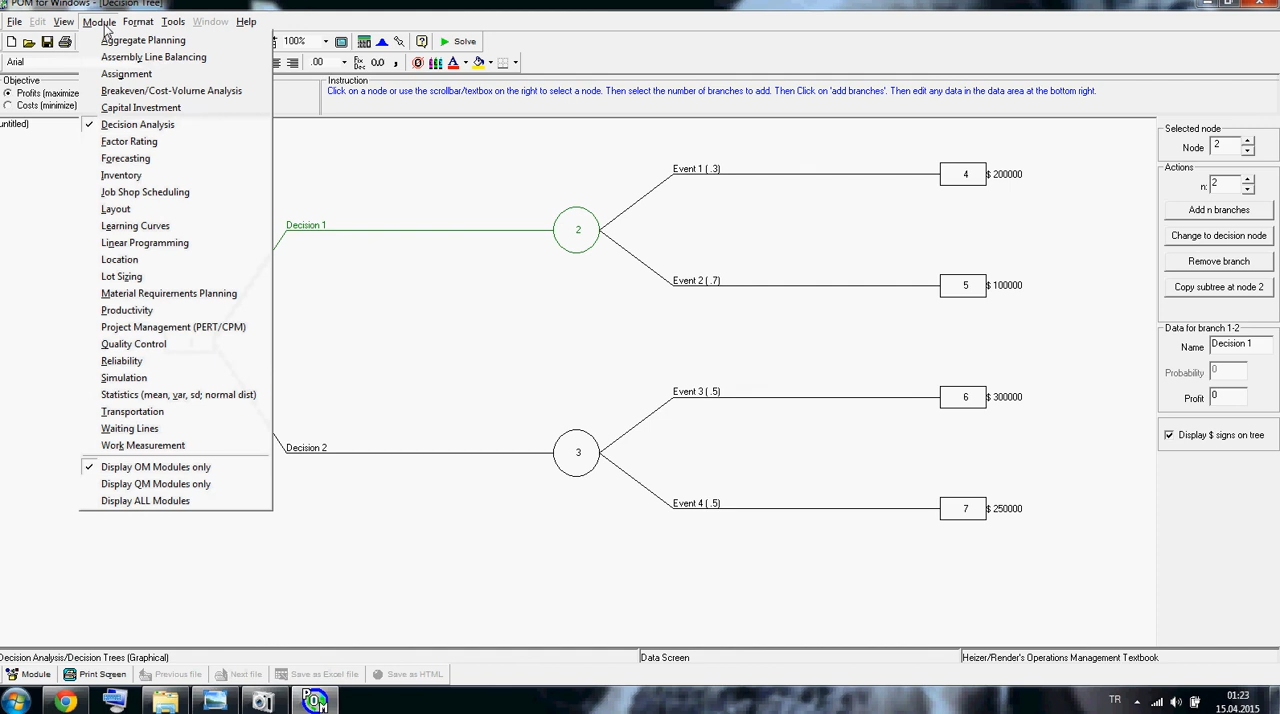 POM for Windows - [Decision Tree]
File Edit View Module Format Tools Window Help
100% Solve
Arial .00 Fix Dec 0.0 ,
Objective
Profits (maximize
Costs (minimize)
Instruction
Click on a node or use the scrollbar/textbox on the right to select a node. Then select the number of branches to add. Then Click on 'add branches'. Then edit any data in the data area at the bottom right.
untitled)
Aggregate Planning
Assembly Line Balancing
Assignment
Breakeven/Cost-Volume Analysis
Capital Investment
Decision Analysis
Factor Rating
Forecasting
Inventory
Job Shop Scheduling
Layout
Learning Curves
Linear Programming
Location
Lot Sizing
Material Requirements Planning
Productivity
Project Management (PERT/CPM)
Quality Control
Reliability
Simulation
Statistics (mean, var, sd; normal dist)
Transportation
Waiting Lines
Work Measurement
Display OM Modules only
Display QM Modules only
Display ALL Modules
Decision 1
2
Event 1 (.3)
4 $ 200000
Event 2 (.7)
5 $ 100000
Decision 2
3
Event 3 (.5)
6 $ 300000
Event 4 (.5)
7 $ 250000
Selected node
Node 2
Actions
n: 2
Add n branches
Change to decision node
Remove branch
Copy subtree at node 2
Data for branch 1-2
Name Decision 1
Probability 0
Profit 0
Display $ signs on tree
Decision Analysis/Decision Trees (Graphical) Data Screen Heizer/Render's Operations Management Textbook
Module Print Screen Previous file Next file Save as Excel file Save as HTML
TR 01:23
15.04.2015